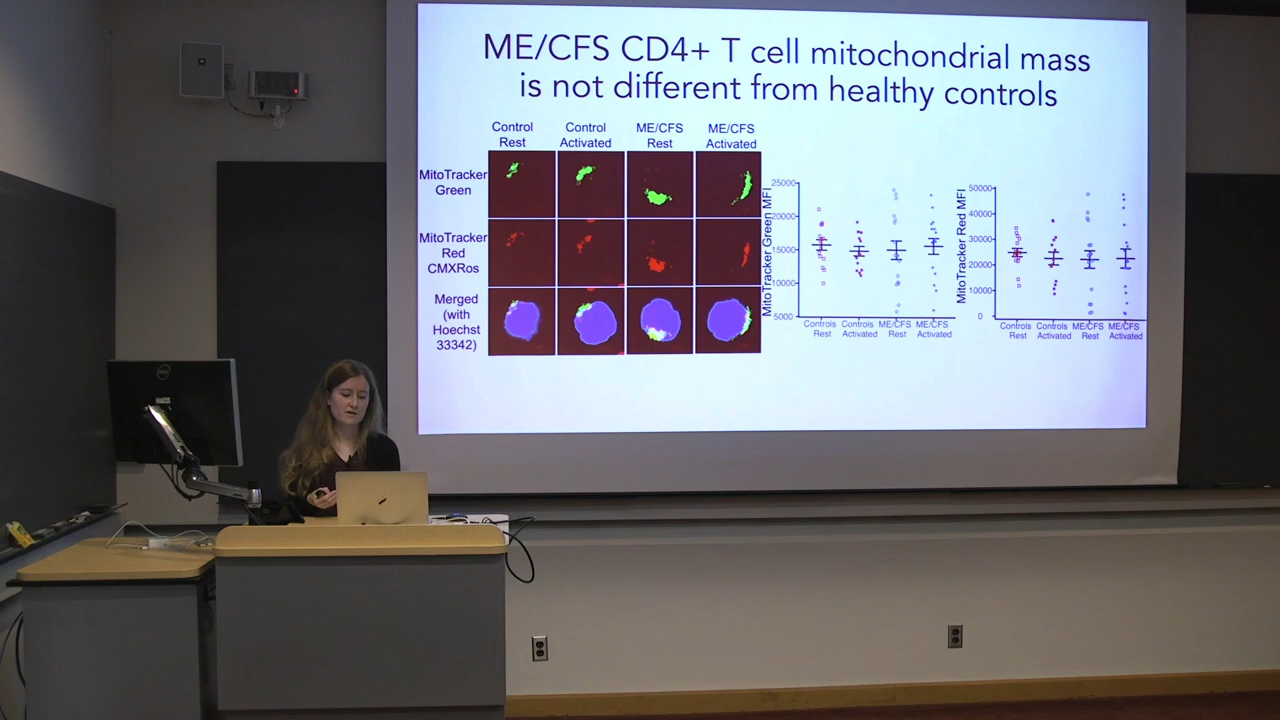 ME/CFS CD4+ T cell mitochondrial mass
is not different from healthy controls
Control
Rest
Control
Activated
ME/CFS
Rest
ME/CFS
Activated
MitoTracker
Green
MitoTracker
Red
CMXRos
Merged
(with
Hoechst
33342)
MitoTracker Green MFI
25000
20000
15000
10000
5000
Controls
Rest
Controls
Activated
ME/CFS
Rest
ME/CFS
Activated
MitoTracker Red MFI
50000
40000
30000
20000
10000
0
Controls
Rest
Controls
Activated
ME/CFS
Rest
ME/CFS
Activated
DELL